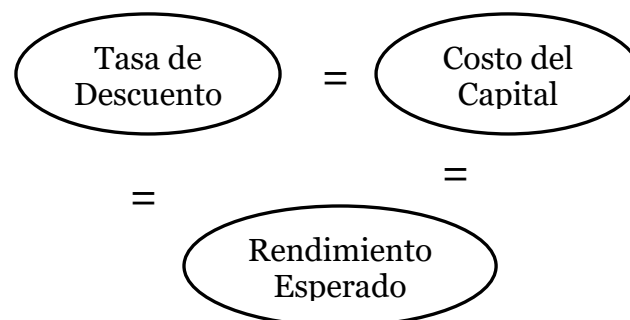 Tasa de
Descuento
=
Costo del
Capital
=
=
Rendimiento
Esperado